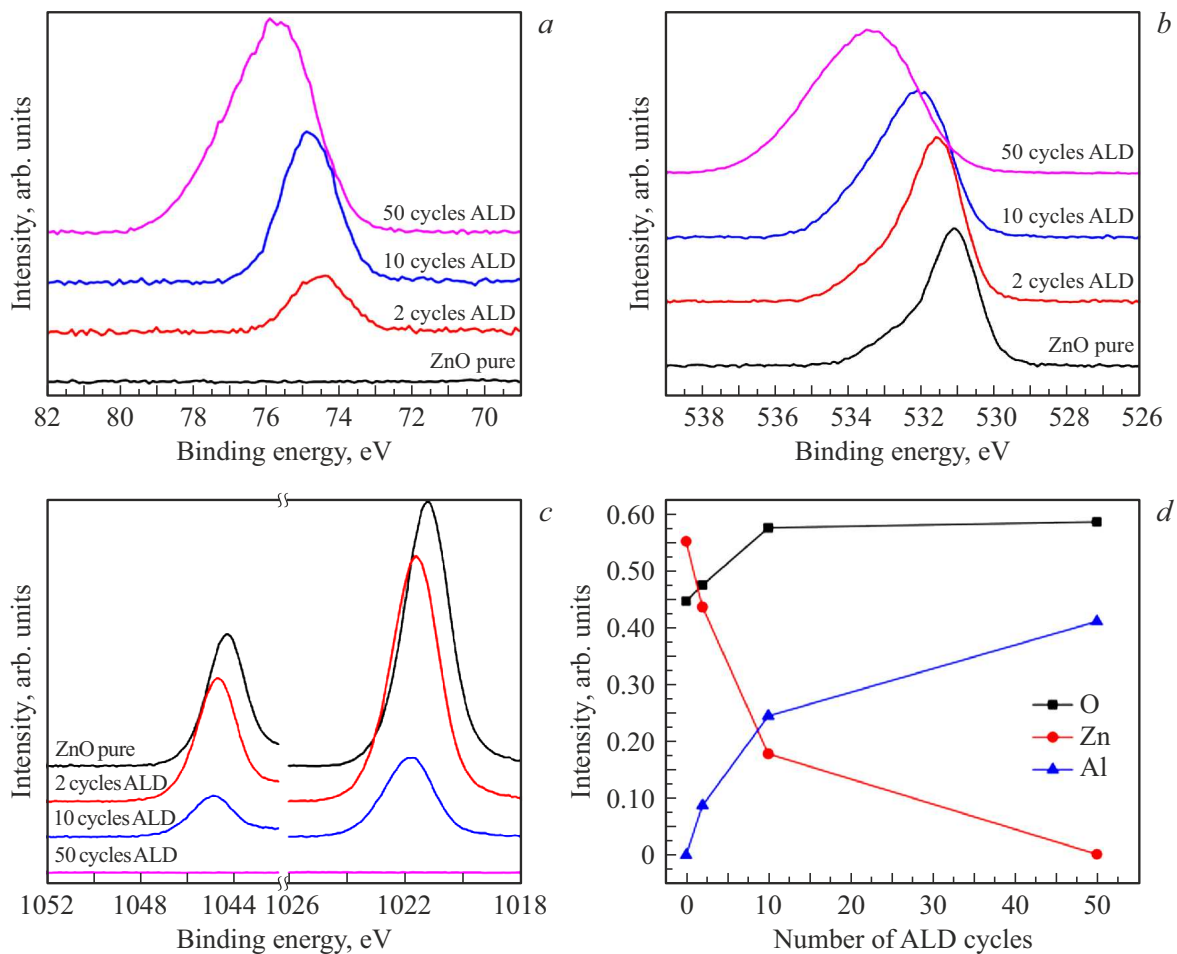 a
Intensity, arb. units
50 cycles ALD
10 cycles ALD
2 cycles ALD
ZnO pure
82 80 78 76 74 72 70
Binding energy, eV
b
Intensity, arb. units
50 cycles ALD
10 cycles ALD
2 cycles ALD
ZnO pure
538 536 534 532 530 528 526
Binding energy, eV
c
Intensity, arb. units
ZnO pure
2 cycles ALD
10 cycles ALD
50 cycles ALD
1052 1048 1044 1026 1022 1018
Binding energy, eV
d
Intensity, arb. units
0.60
0.50
0.40
0.30
0.20
0.10
0
O
Zn
Al
0 10 20 30 40 50
Number of ALD cycles